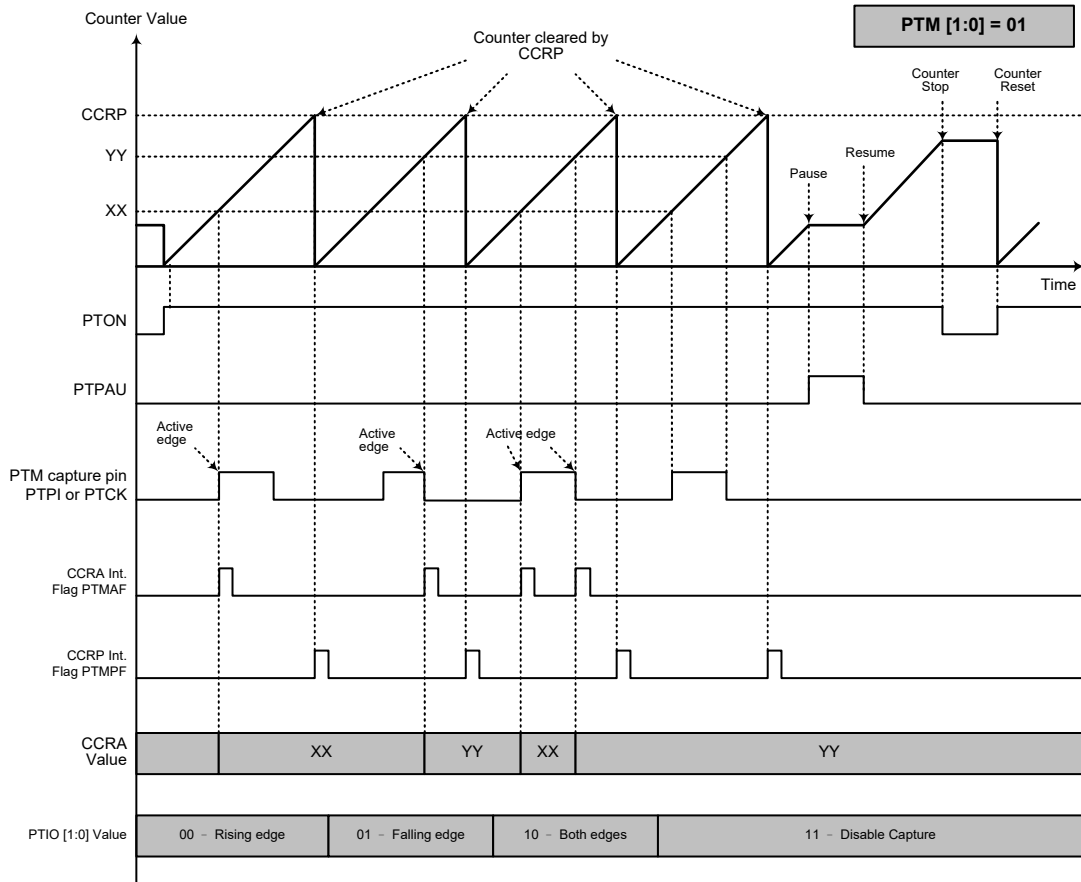 Counter Value
PTM [1:0] = 01
Counter cleared by
CCRP
Counter
Stop
Counter
Reset
CCRP
YY
Resume
Pause
XX
Time
PTON
PTPAU
Active
edge
Active
edge
Active edge
PTM capture pin
PTPI or PTCK
CCRA Int.
Flag PTMAF
CCRP Int.
Flag PTMPF
CCRA
Value
XX
YY
XX
YY
PTIO [1:0] Value
00 - Rising edge
01 - Falling edge
10 - Both edges
11 - Disable Capture